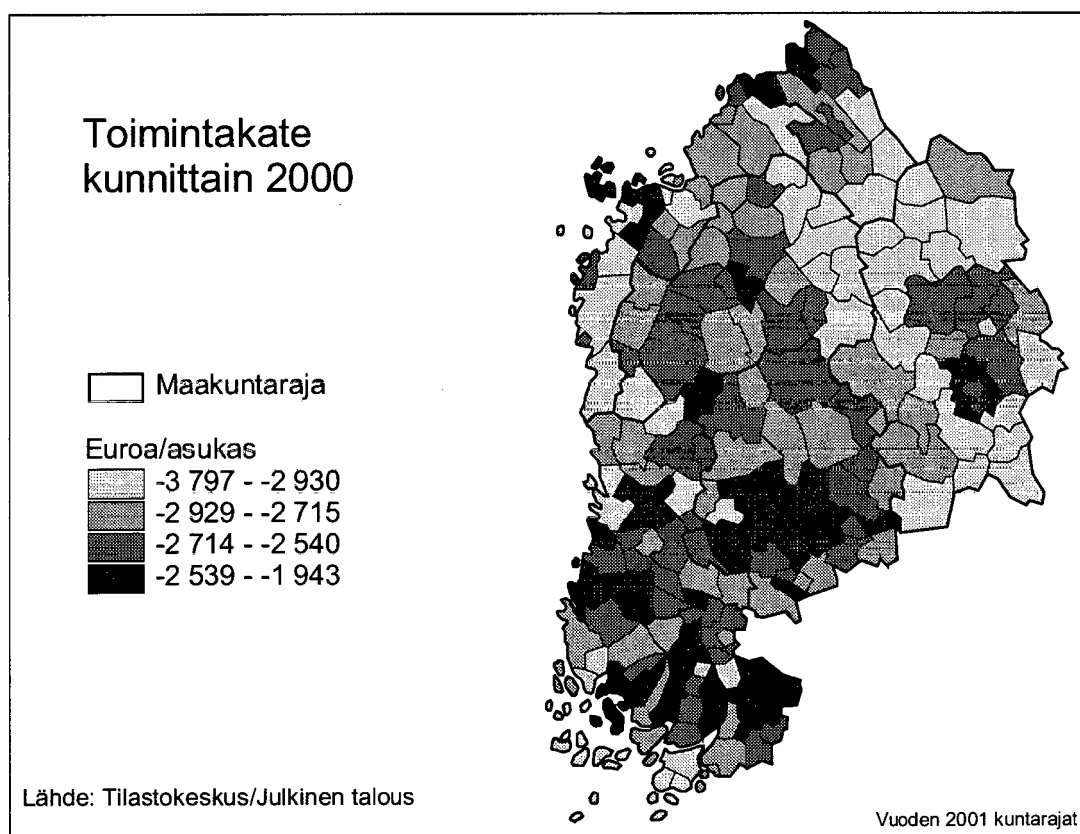 Toimintakate
kunnittain 2000
Maakuntaraja
Euroa/asukas
-3 797 - -2 930
-2 929 - -2 715
-2 714 - -2 540
-2 539 - -1 943
Lähde: Tilastokeskus/Julkinen talous
Vuoden 2001 kuntarajat